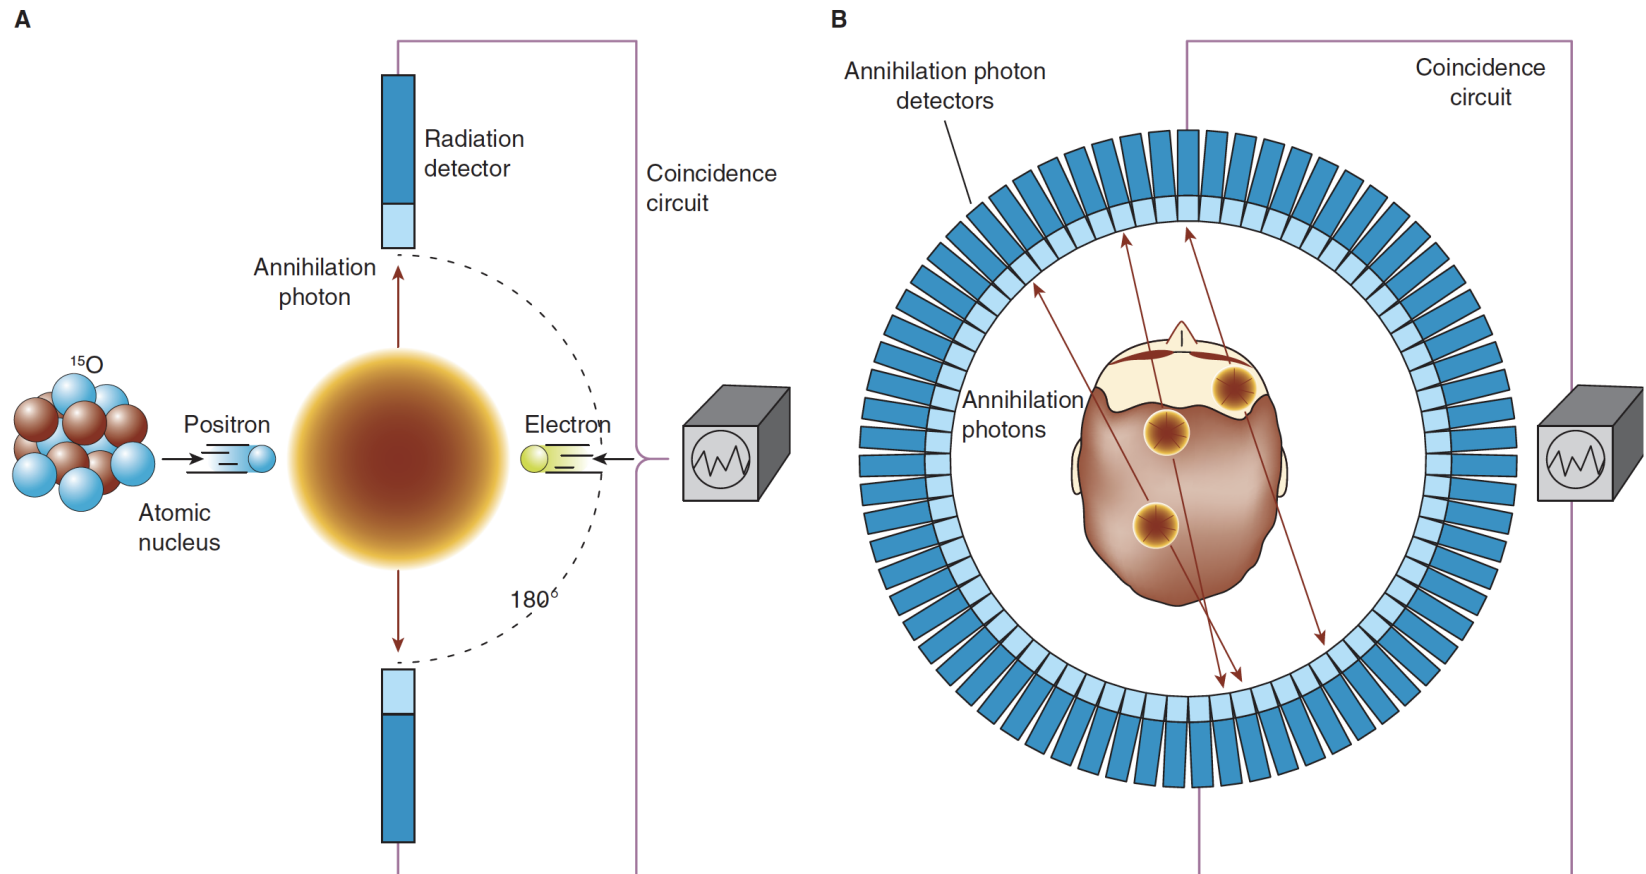 A
Radiation
detector
Coincidence
circuit
Annihilation
photon
¹⁵O
Positron
Electron
Atomic
nucleus
180°
B
Annihilation photon
detectors
Coincidence
circuit
Annihilation
photons